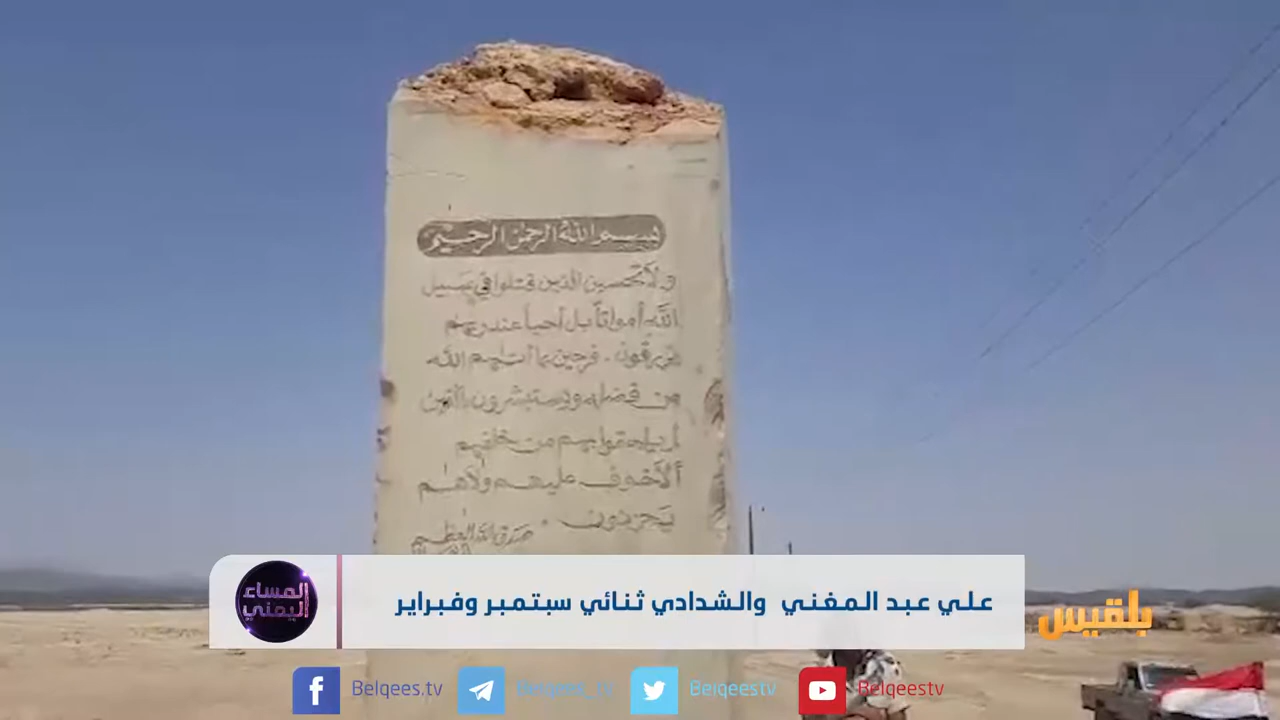 بسم الله الرحمن الرحيم
ولا تحسبن الذين قتلوا في سبيل
الله أمواتاً بل أحيا عند ربهم
يرزقون . فرحين بما آتيهم الله
من فضله ويستبشرون بالذين
لم يلحقوا بهم من خلفهم
ألا خوف عليهم ولا هم
يحزنون .
صدق الله العظيم
المساء اليمني
علي عبد المغني والشدادي ثنائي سبتمبر وفبراير
بلقيس
Belqees.tv
Belqees_tv
Belqeestv
Belqeestv